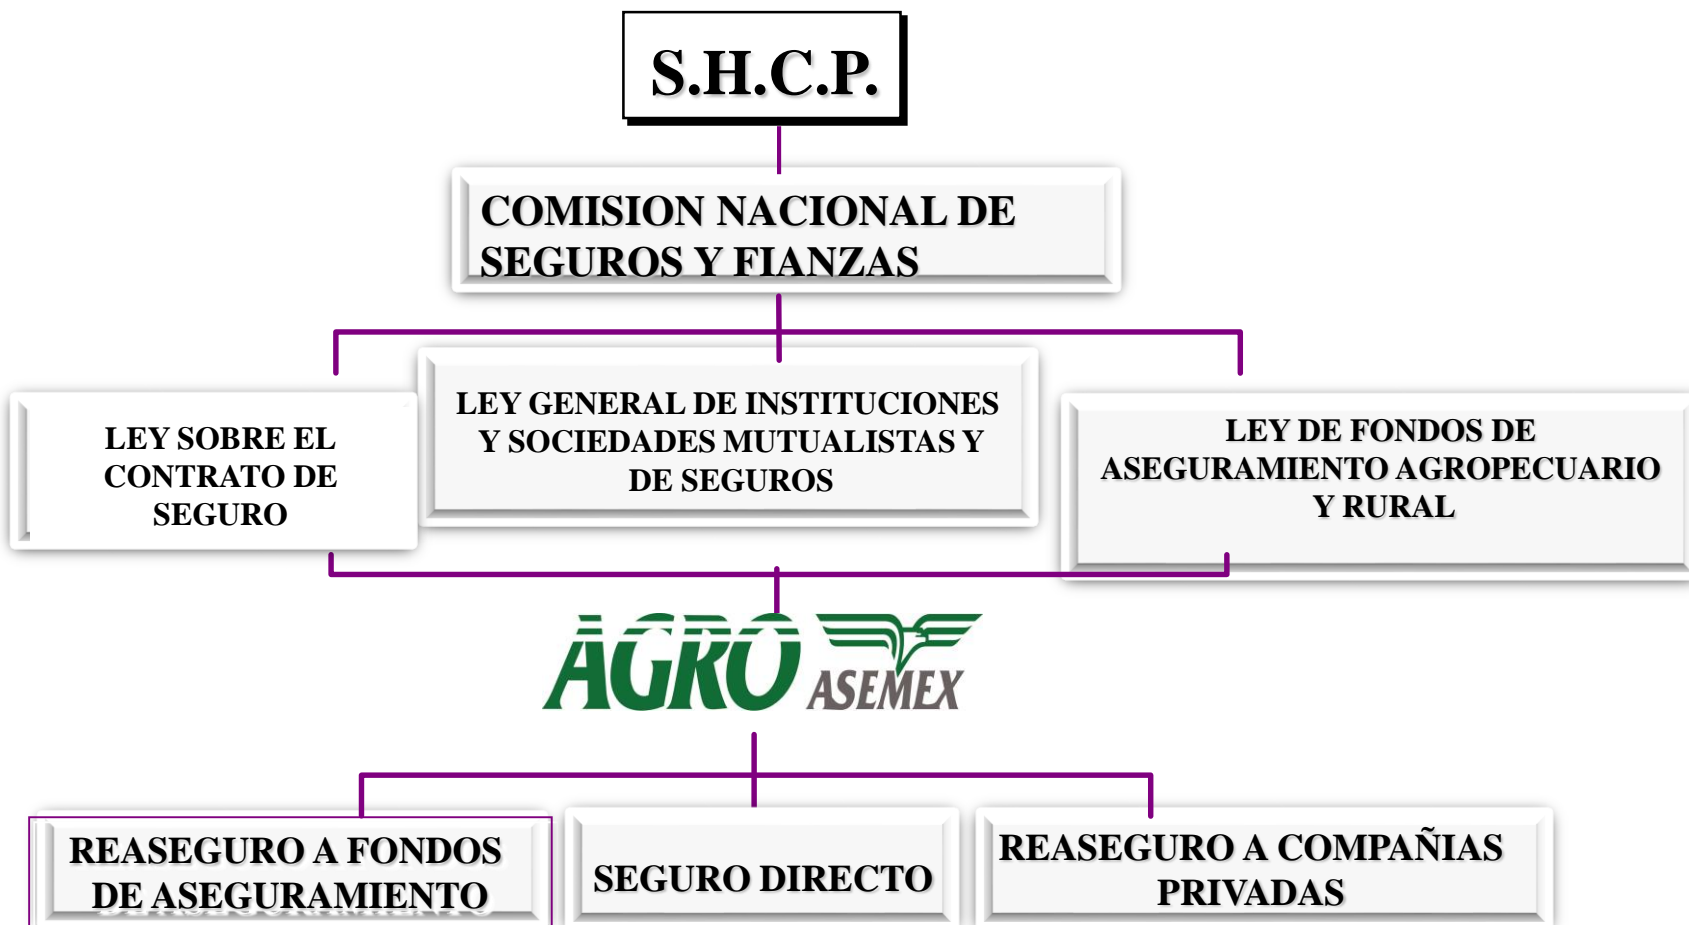 S.H.C.P.
COMISION NACIONAL DE
SEGUROS Y FIANZAS
LEY SOBRE EL
CONTRATO DE
SEGURO
LEY GENERAL DE INSTITUCIONES
Y SOCIEDADES MUTUALISTAS Y
DE SEGUROS
LEY DE FONDOS DE
ASEGURAMIENTO AGROPECUARIO
Y RURAL
AGRO ASEMEX
REASEGURO A FONDOS
DE ASEGURAMIENTO
SEGURO DIRECTO
REASEGURO A COMPAÑIAS
PRIVADAS